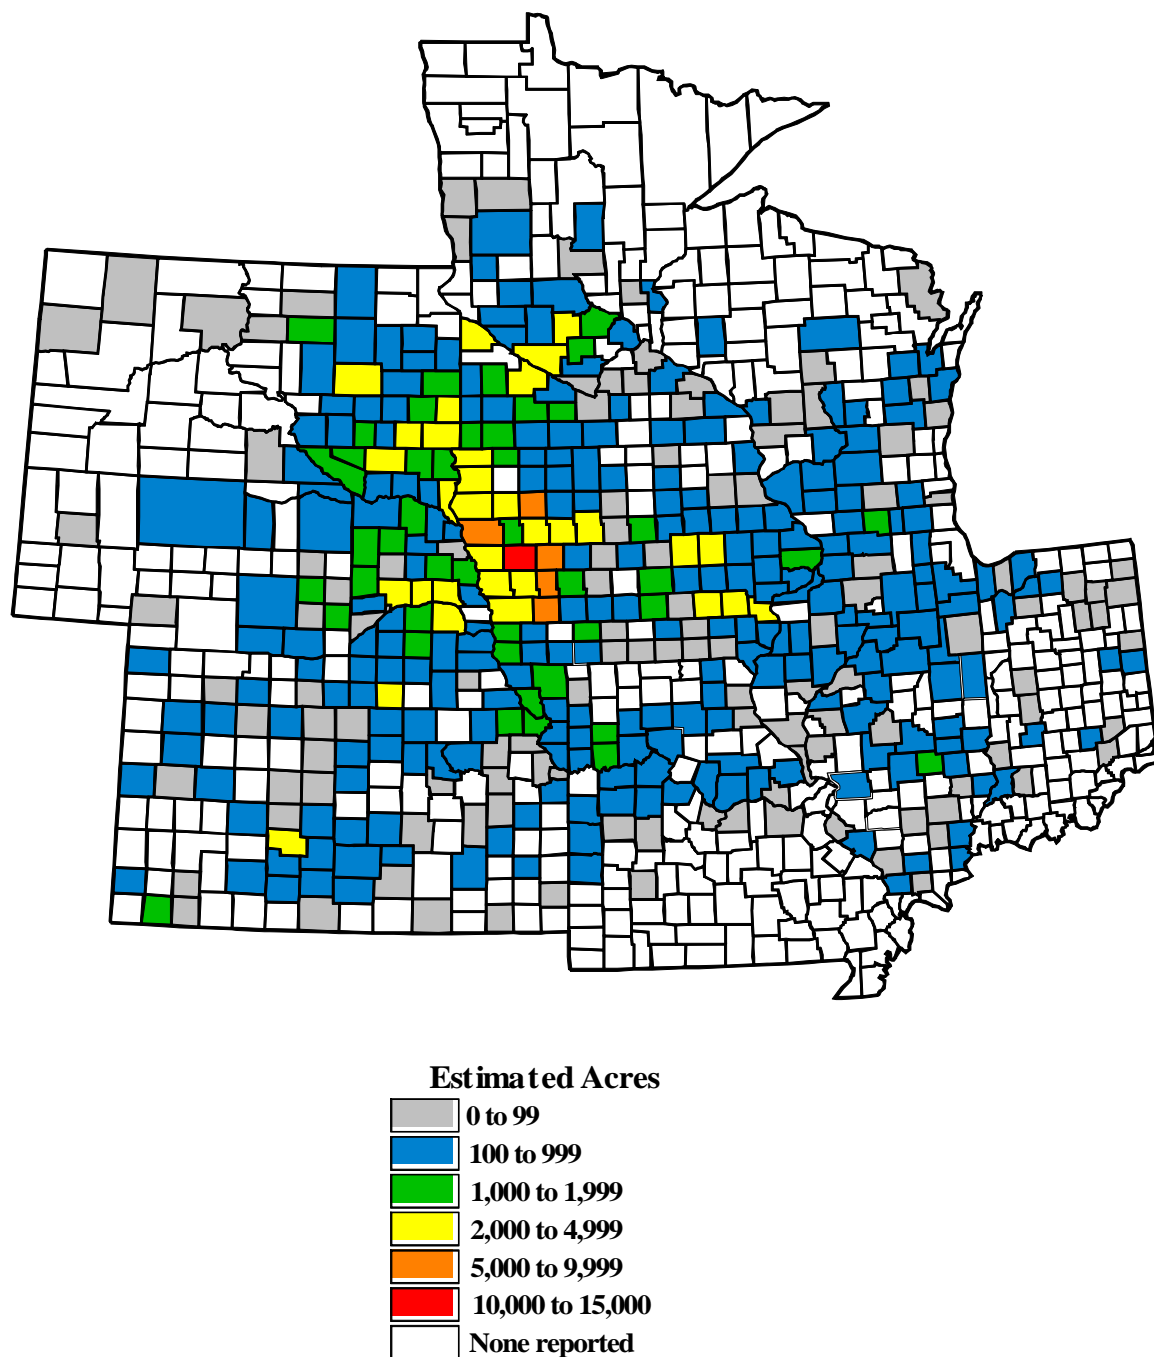 Estimated Acres
0 to 99
100 to 999
1,000 to 1,999
2,000 to 4,999
5,000 to 9,999
10,000 to 15,000
None reported